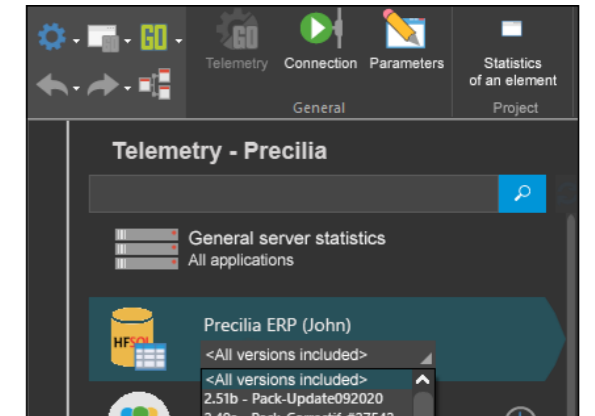 GO
GO
Telemetry
Connection
Parameters
Statistics
of an element
General
Project
Telemetry - Precilia
General server statistics
All applications
HFSQL
Precilia ERP (John)
<All versions included>
<All versions included>
2.51b - Pack-Update092020